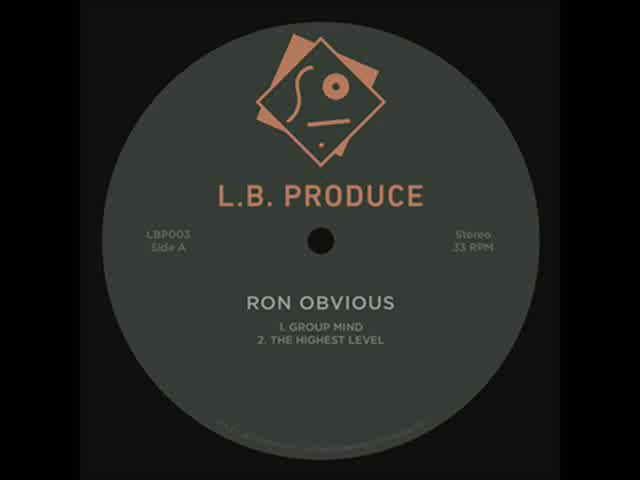 L.B. PRODUCE
LBP003
Side A
Stereo
33 RPM
RON OBVIOUS
1. GROUP MIND
2. THE HIGHEST LEVEL